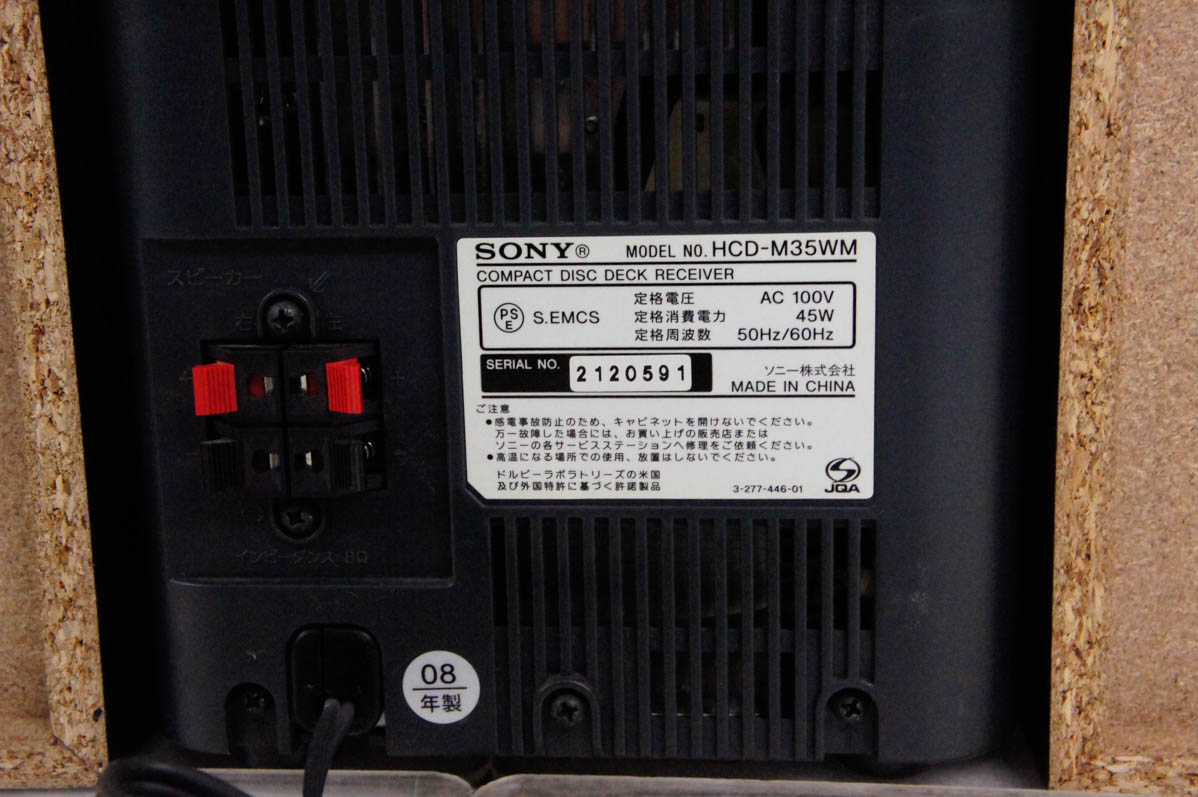 SONY® MODEL NO. HCD-M35WM
COMPACT DISC DECK RECEIVER
PS
E
S.EMCS
定格電圧 AC 100V
定格消費電力 45W
定格周波数 50Hz/60Hz
SERIAL NO. 2120591
ソニー株式会社
MADE IN CHINA
ご注意
●感電事故防止のため、キャビネットを開けないでください。
万一故障した場合には、お買い上げの販売店または
ソニーの各サービスステーションへ修理をご依頼ください。
●高温になる場所での使用、放置はしないでください。
ドルビーラボラトリーズの米国
及び外国特許に基づく許諾製品
3-277-446-01
JQA
スピーカー
右 左
+ +
インピーダンス 8Ω
08
年製